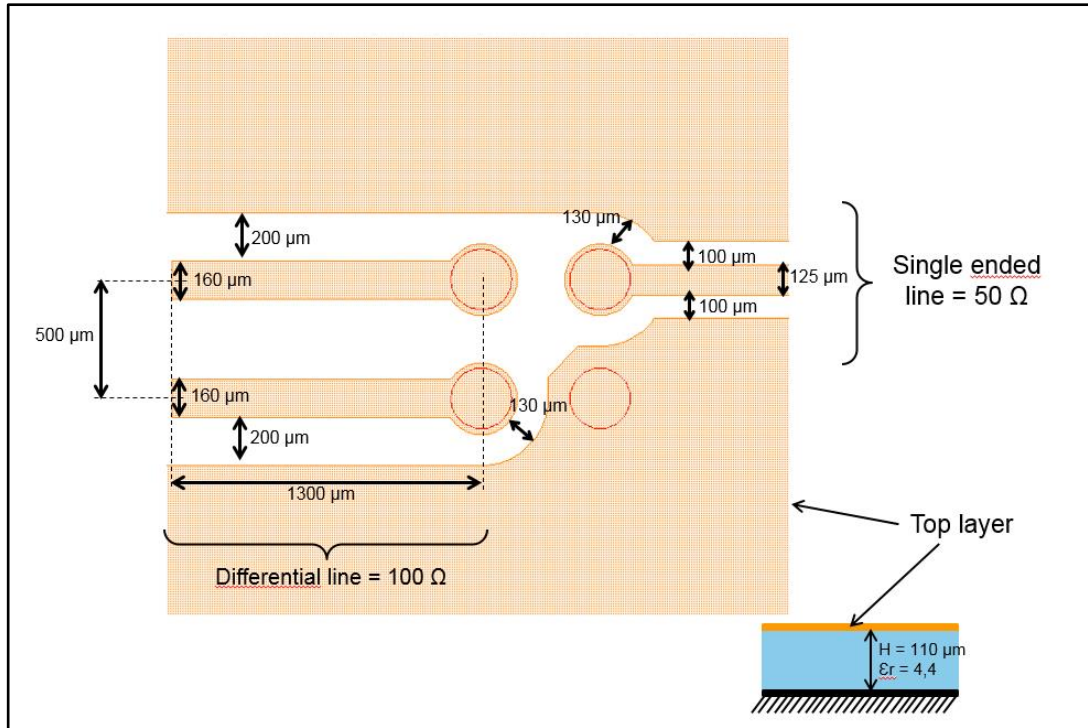 130 µm
200 µm
100 µm
160 µm
125 µm
Single ended
line = 50 Ω
100 µm
500 µm
160 µm
130 µm
200 µm
1300 µm
Top layer
Differential line = 100 Ω
H = 110 µm
Ɛr = 4,4